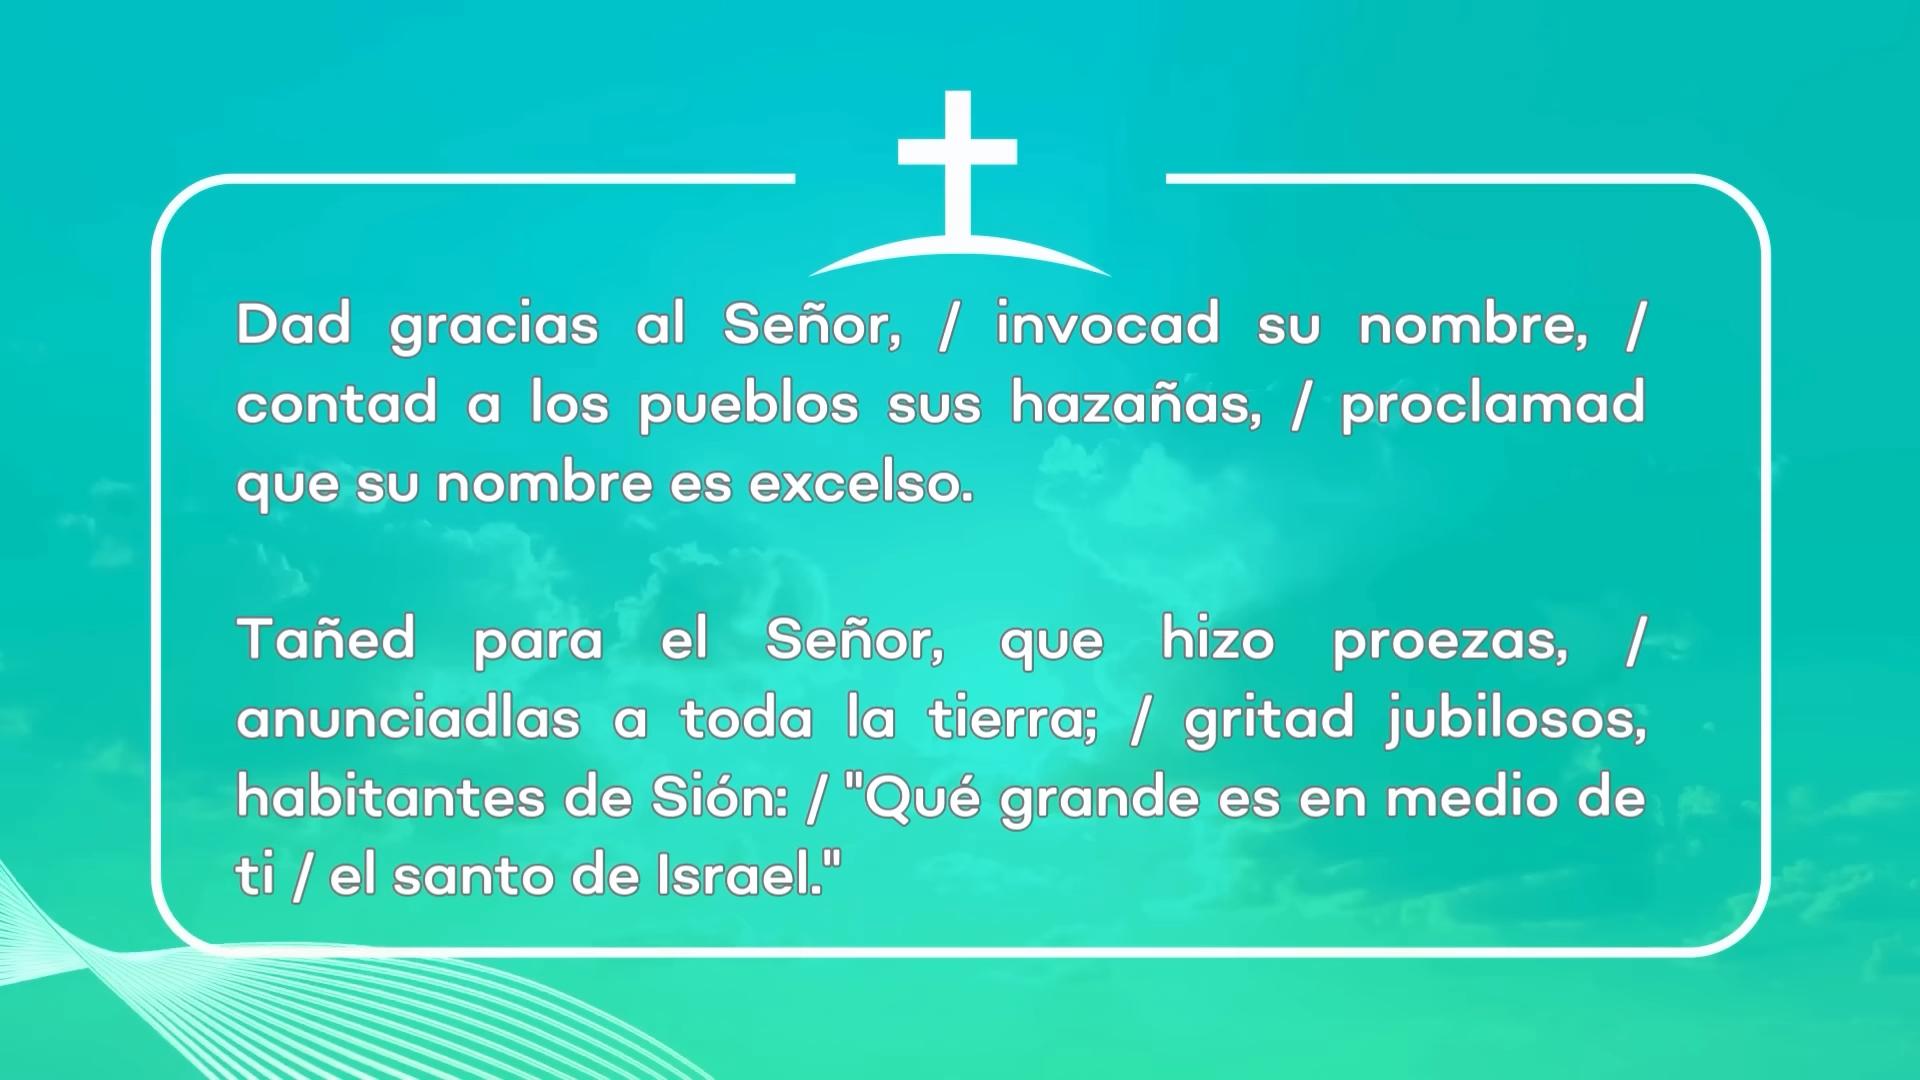 Dad gracias al Señor, / invocad su nombre, /
contad a los pueblos sus hazañas, / proclamad
que su nombre es excelso.
Tañed para el Señor, que hizo proezas, /
anunciadlas a toda la tierra; / gritad jubilosos,
habitantes de Sión: / "Qué grande es en medio de
ti / el santo de Israel."